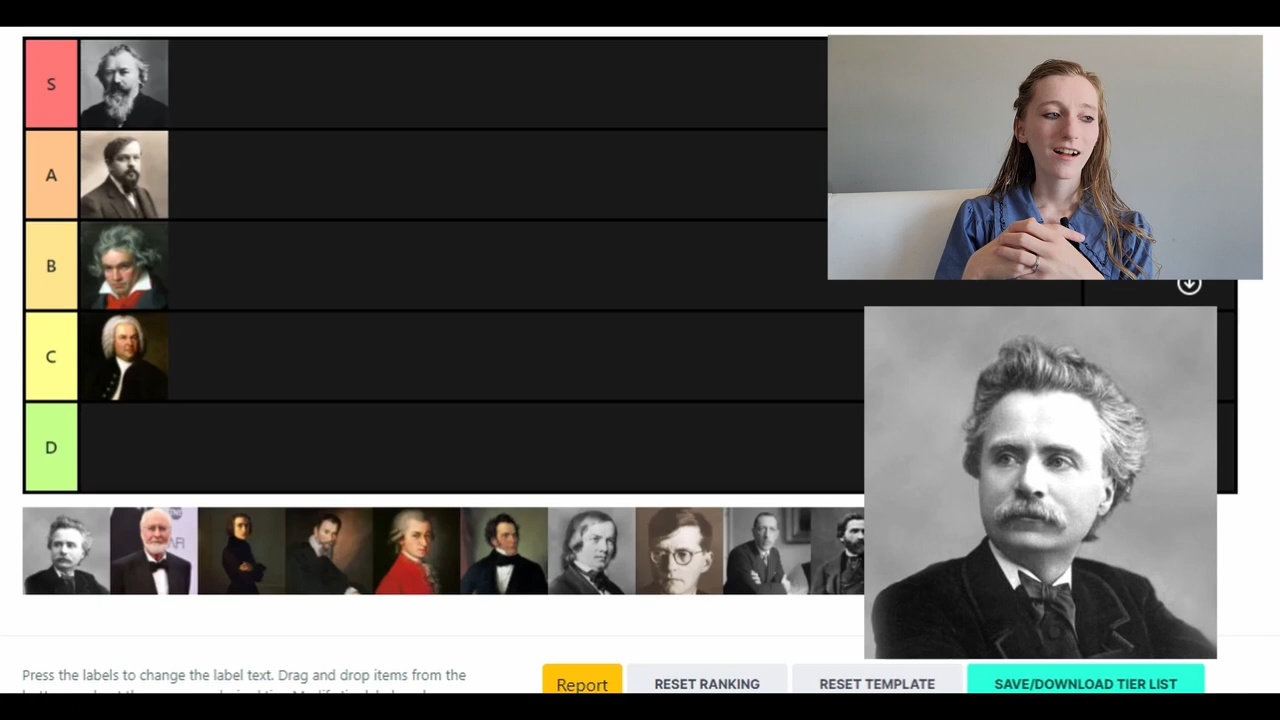 S
A
B
C
D
AFI
Press the labels to change the label text. Drag and drop items from the
Report
RESET RANKING
RESET TEMPLATE
SAVE/DOWNLOAD TIER LIST